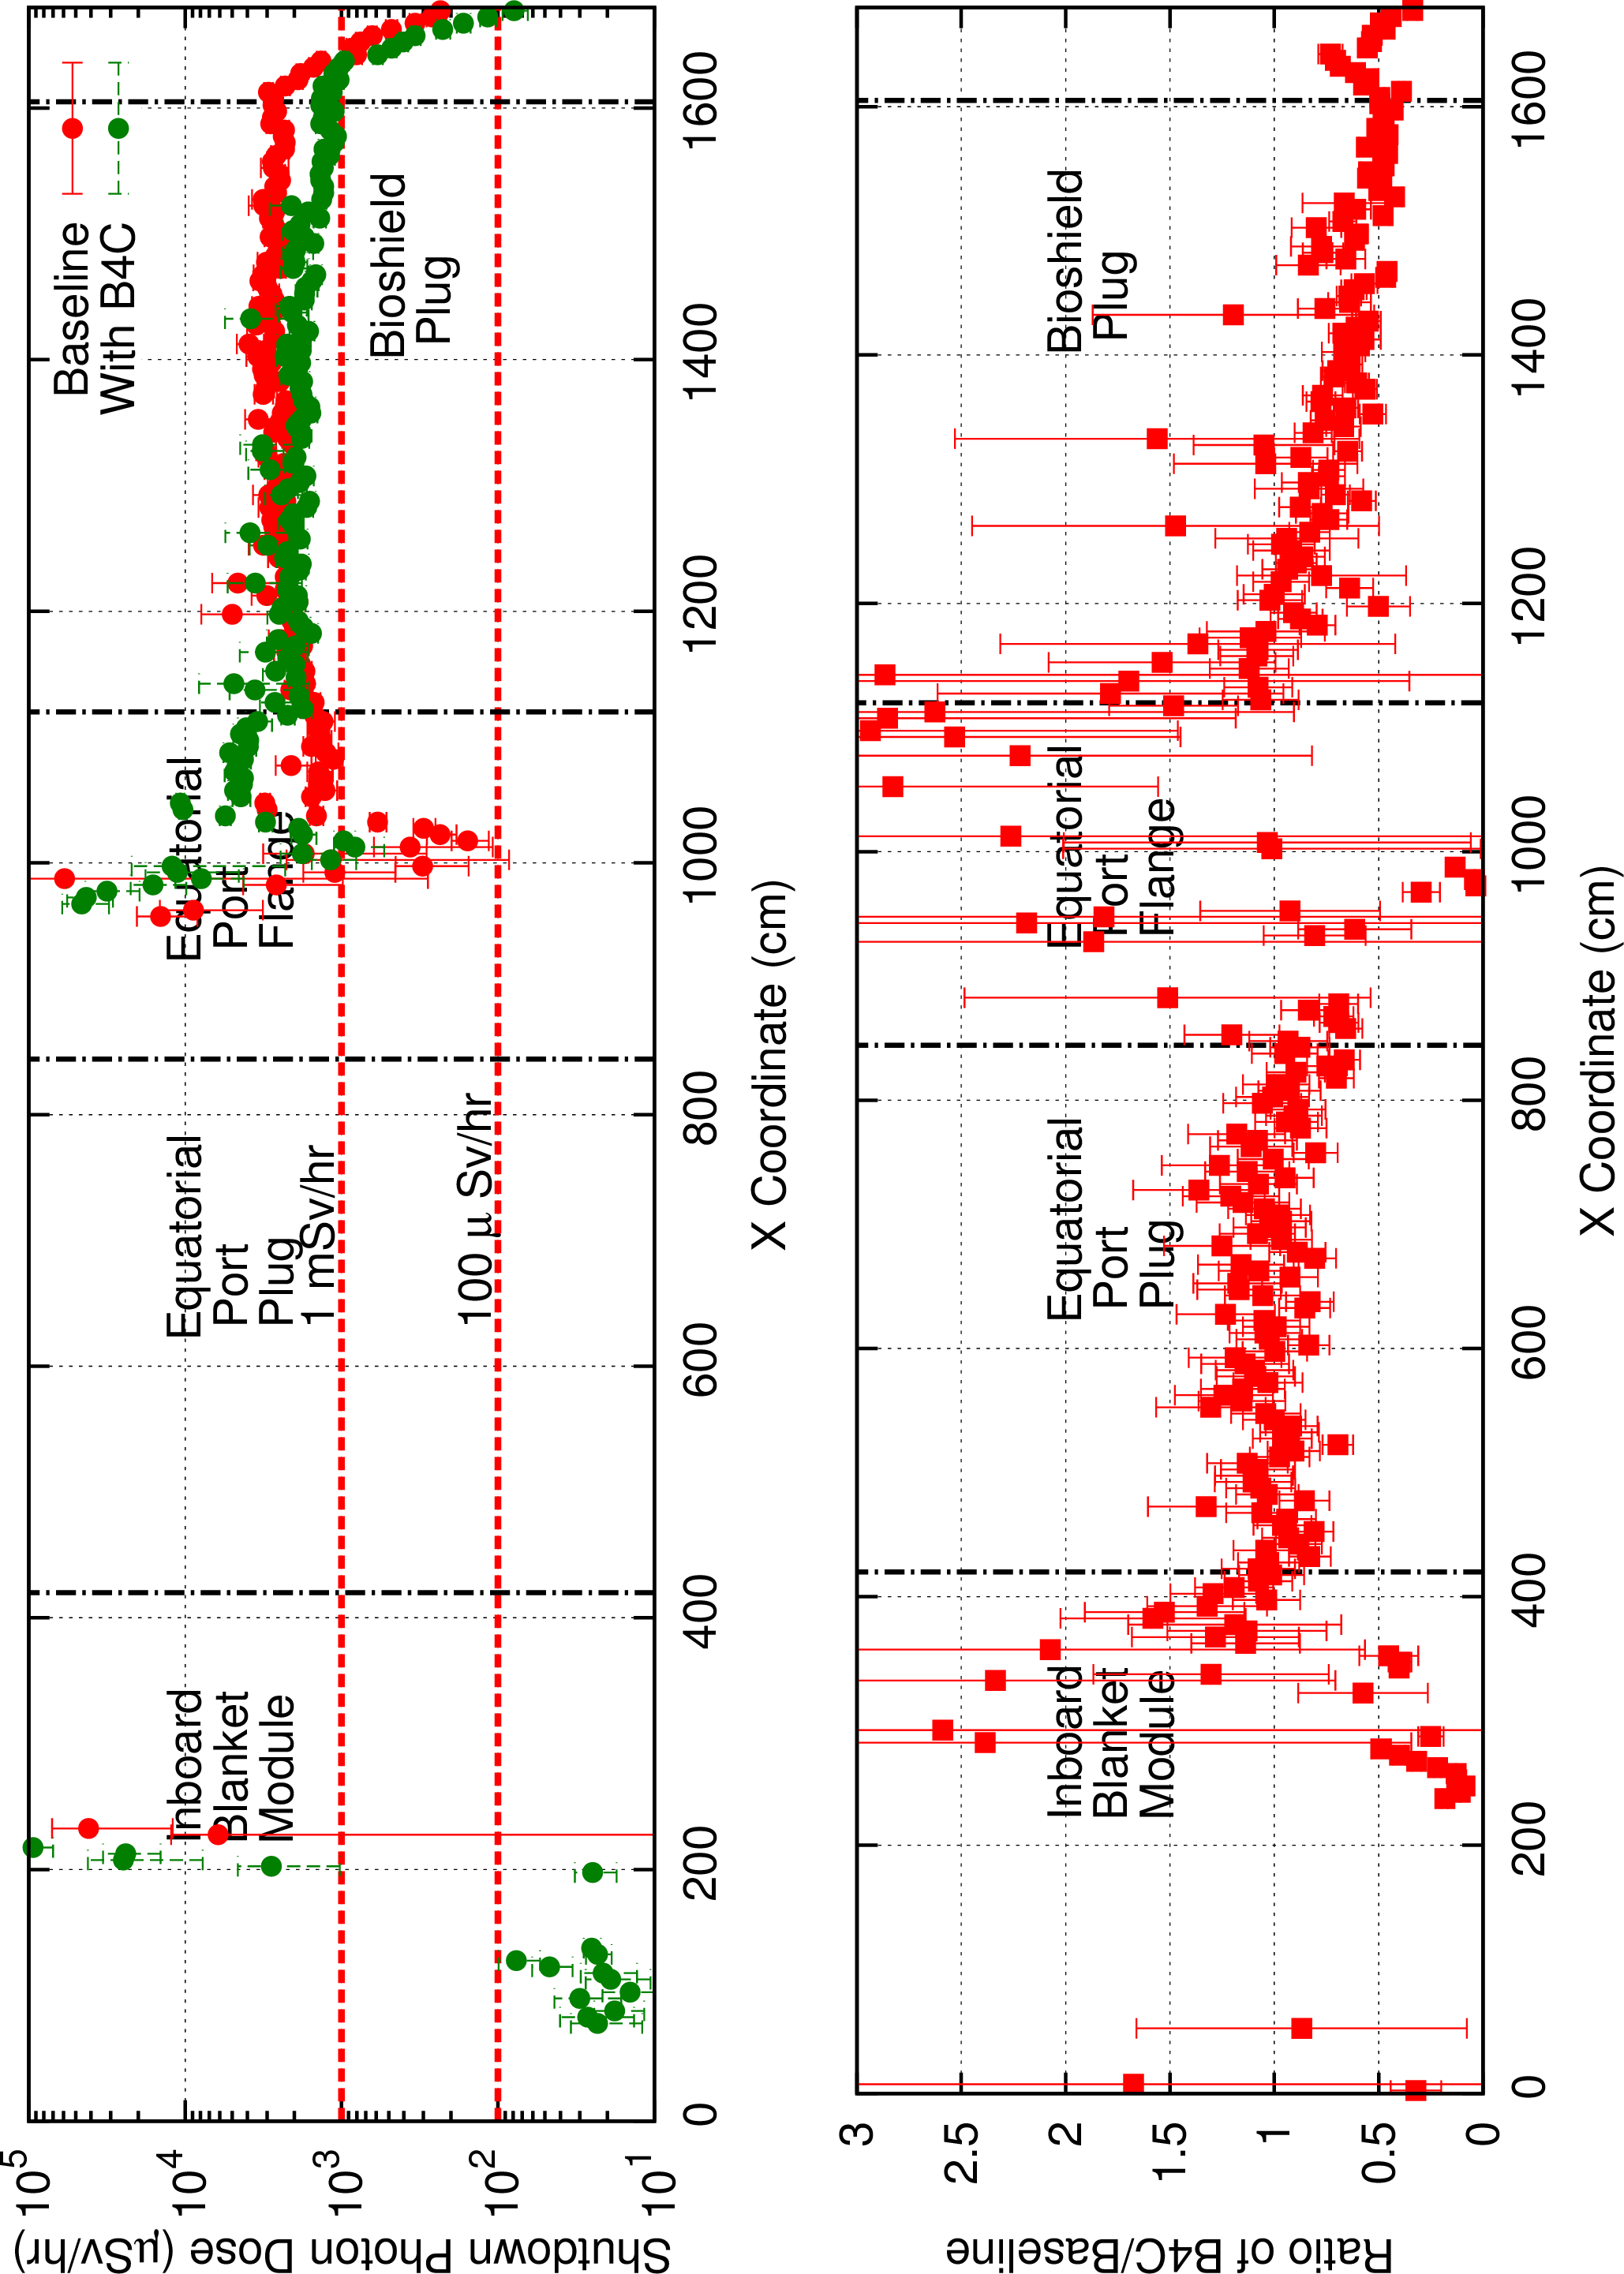 Shutdown Photon Dose (μSv/hr)
10^5
10^4
10^3
10^2
10^1
Baseline
With B4C
Inboard
Blanket
Module
Equatorial
Port
Plug
1 mSv/hr
100 μ Sv/hr
Equatorial
Port
Flange
Bioshield
Plug
0 200 400 600 800 1000 1200 1400 1600
X Coordinate (cm)
Ratio of B4C/Baseline
3
2.5
2
1.5
1
0.5
0
Inboard
Blanket
Module
Equatorial
Port
Plug
Equatorial
Port
Flange
Bioshield
Plug
0 200 400 600 800 1000 1200 1400 1600
X Coordinate (cm)